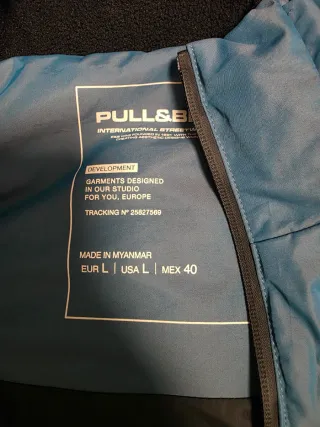 PULL&B
INTERNATIONAL STREETW
DEVELOPMENT
GARMENTS DESIGNED
IN OUR STUDIO
FOR YOU, EUROPE
TRACKING Nº 25827569
MADE IN MYANMAR
EUR L | USA L | MEX 40